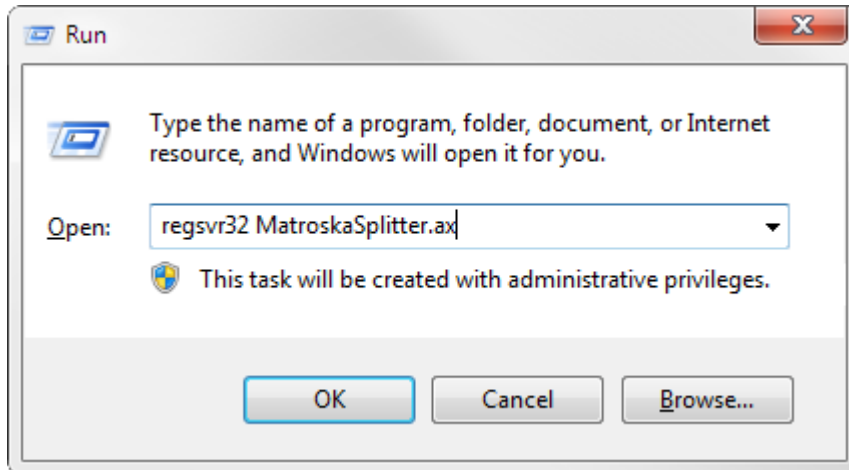 Run
Type the name of a program, folder, document, or Internet
resource, and Windows will open it for you.
Open: regsvr32 MatroskaSplitter.ax
This task will be created with administrative privileges.
OK Cancel Browse...